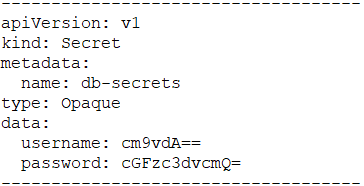 ------------------------------------
apiVersion: v1
kind: Secret
metadata:
  name: db-secrets
type: Opaque
data:
  username: cm9vdA==
  password: cGFzc3dvcmQ=
------------------------------------